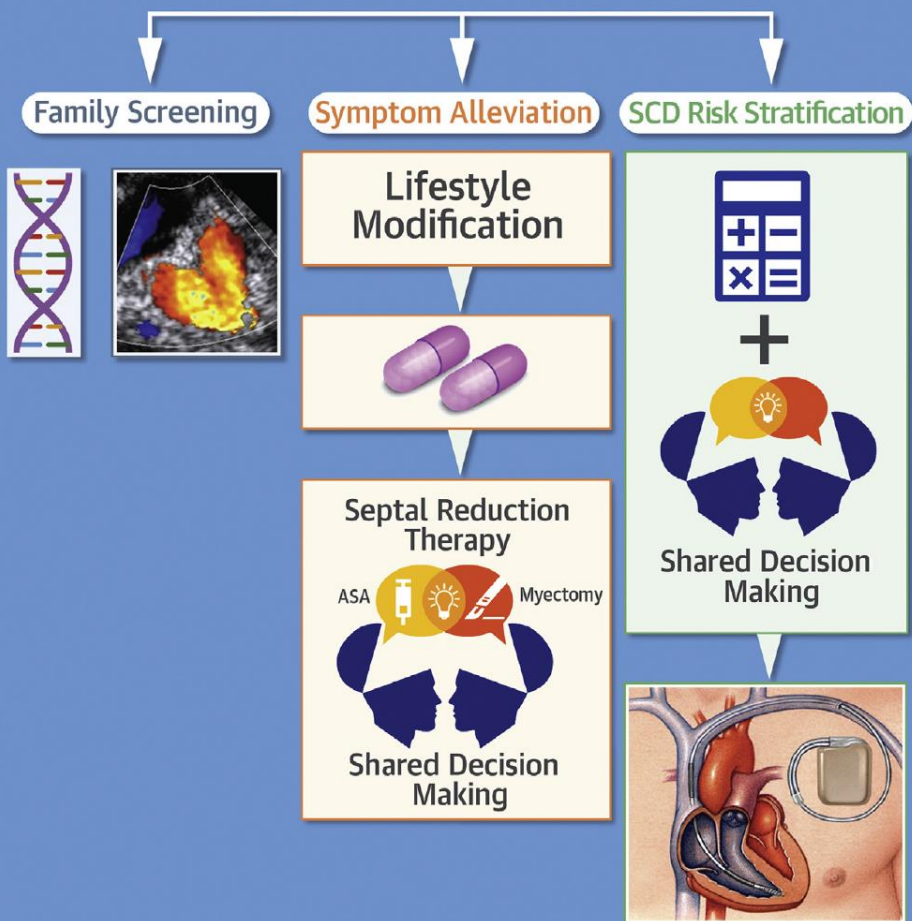 Family Screening
Symptom Alleviation
SCD Risk Stratification
Lifestyle
Modification
Septal Reduction
Therapy
ASA
Myectomy
Shared Decision
Making
Shared Decision
Making